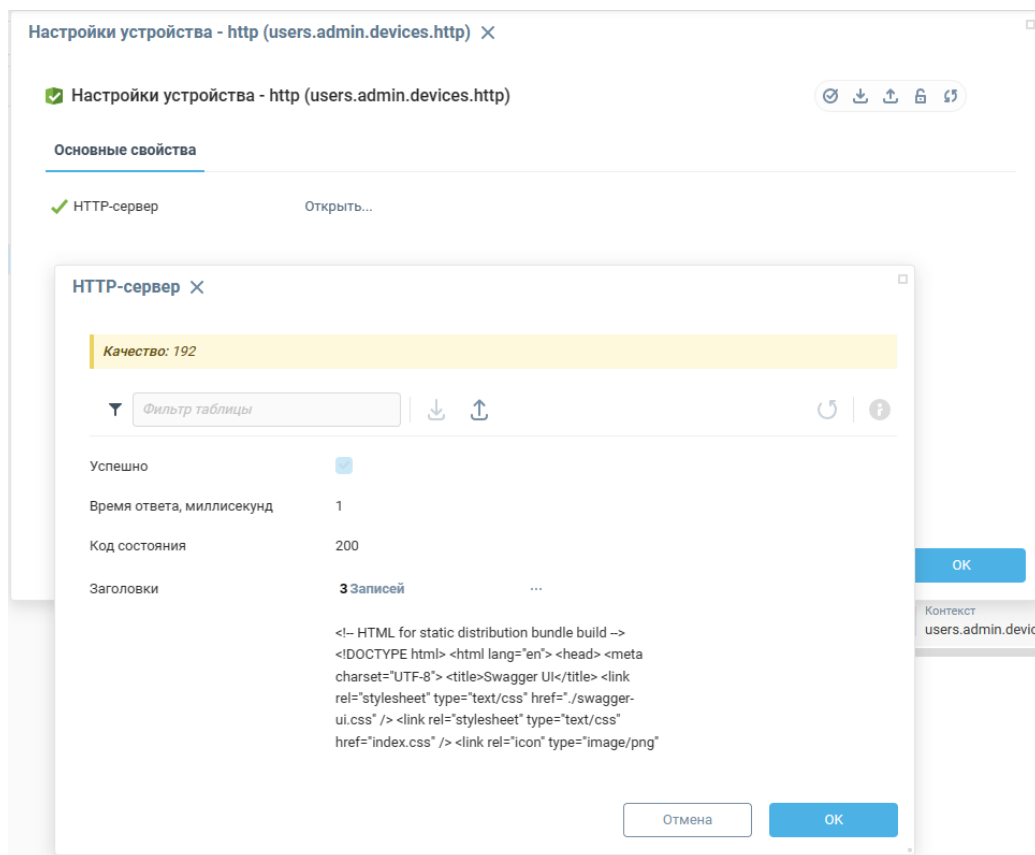 Настройки устройства - http (users.admin.devices.http)
Настройки устройства - http (users.admin.devices.http)
Основные свойства
HTTP-сервер
Открыть...
HTTP-сервер
Качество: 192
Фильтр таблицы
Успешно
Время ответа, миллисекунд
1
Код состояния
200
Заголовки
3 Записей
...
<!-- HTML for static distribution bundle build -->
<!DOCTYPE html> <html lang="en"> <head> <meta
charset="UTF-8"> <title>Swagger UI</title> <link
rel="stylesheet" type="text/css" href="./swagger-
ui.css" /> <link rel="stylesheet" type="text/css"
href="index.css" /> <link rel="icon" type="image/png"
Отмена
OK
OK
Контекст
users.admin.devic